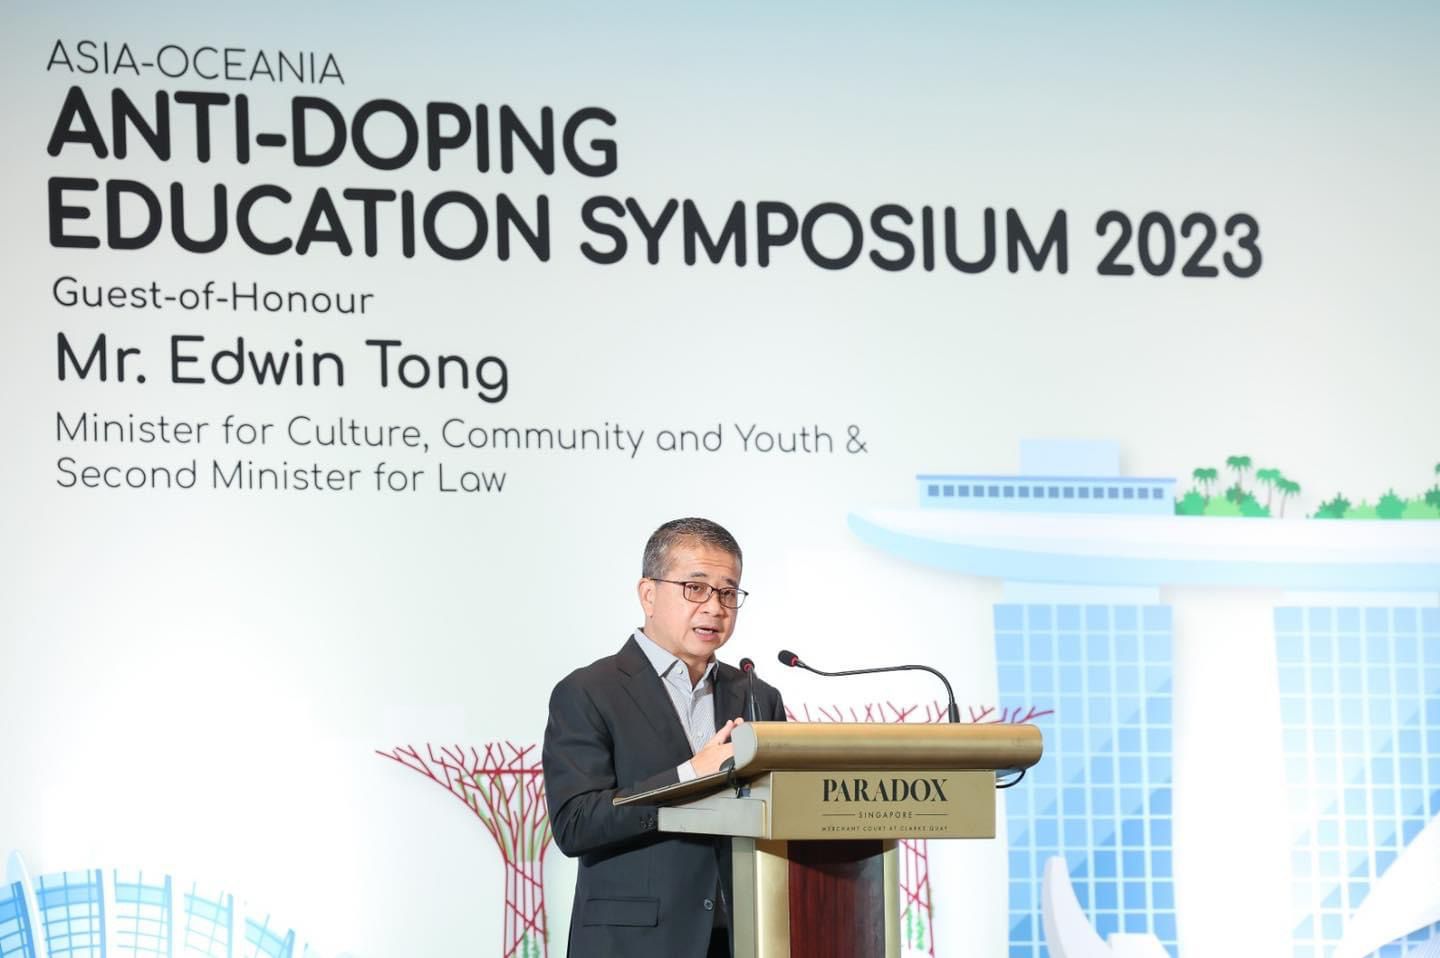 ASIA-OCEANIA
ANTI-DOPING
EDUCATION SYMPOSIUM 2023
Guest-of-Honour
Mr. Edwin Tong
Minister for Culture, Community and Youth &
Second Minister for Law
PARADOX
SINGAPORE
MERCHANT COURT AT CLARKE QUAY